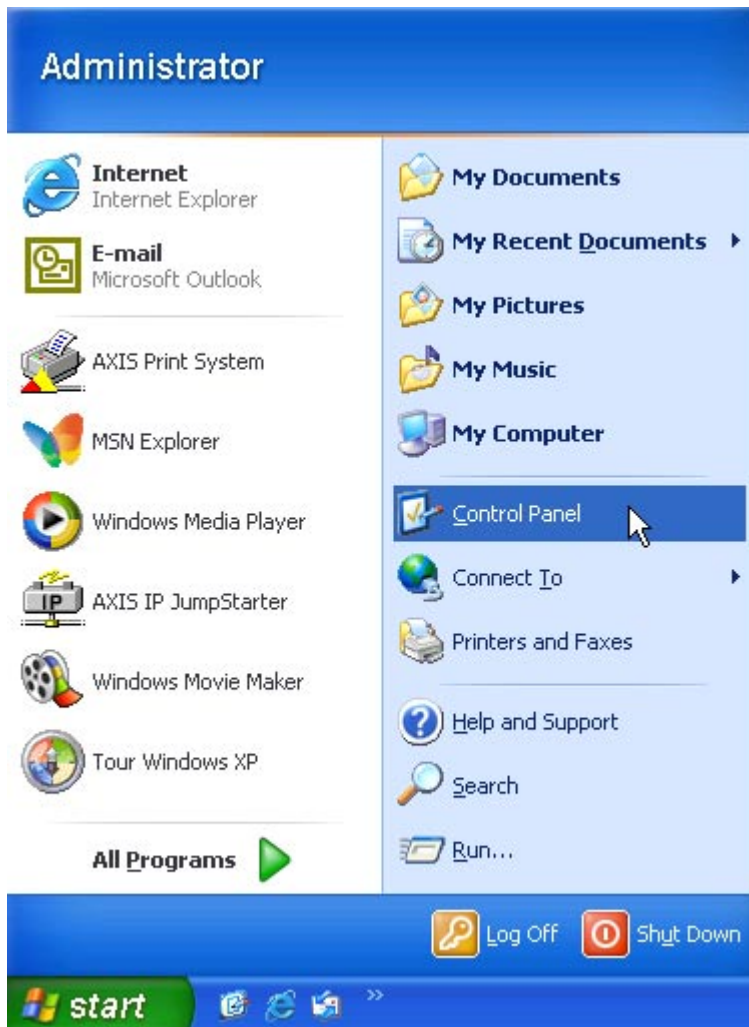 Administrator
Internet
Internet Explorer
E-mail
Microsoft Outlook
AXIS Print System
MSN Explorer
Windows Media Player
IP
AXIS IP JumpStarter
Windows Movie Maker
Tour Windows XP
All Programs
My Documents
My Recent Documents
My Pictures
My Music
My Computer
Control Panel
Connect To
Printers and Faxes
Help and Support
Search
Run...
Log Off
Shut Down
start